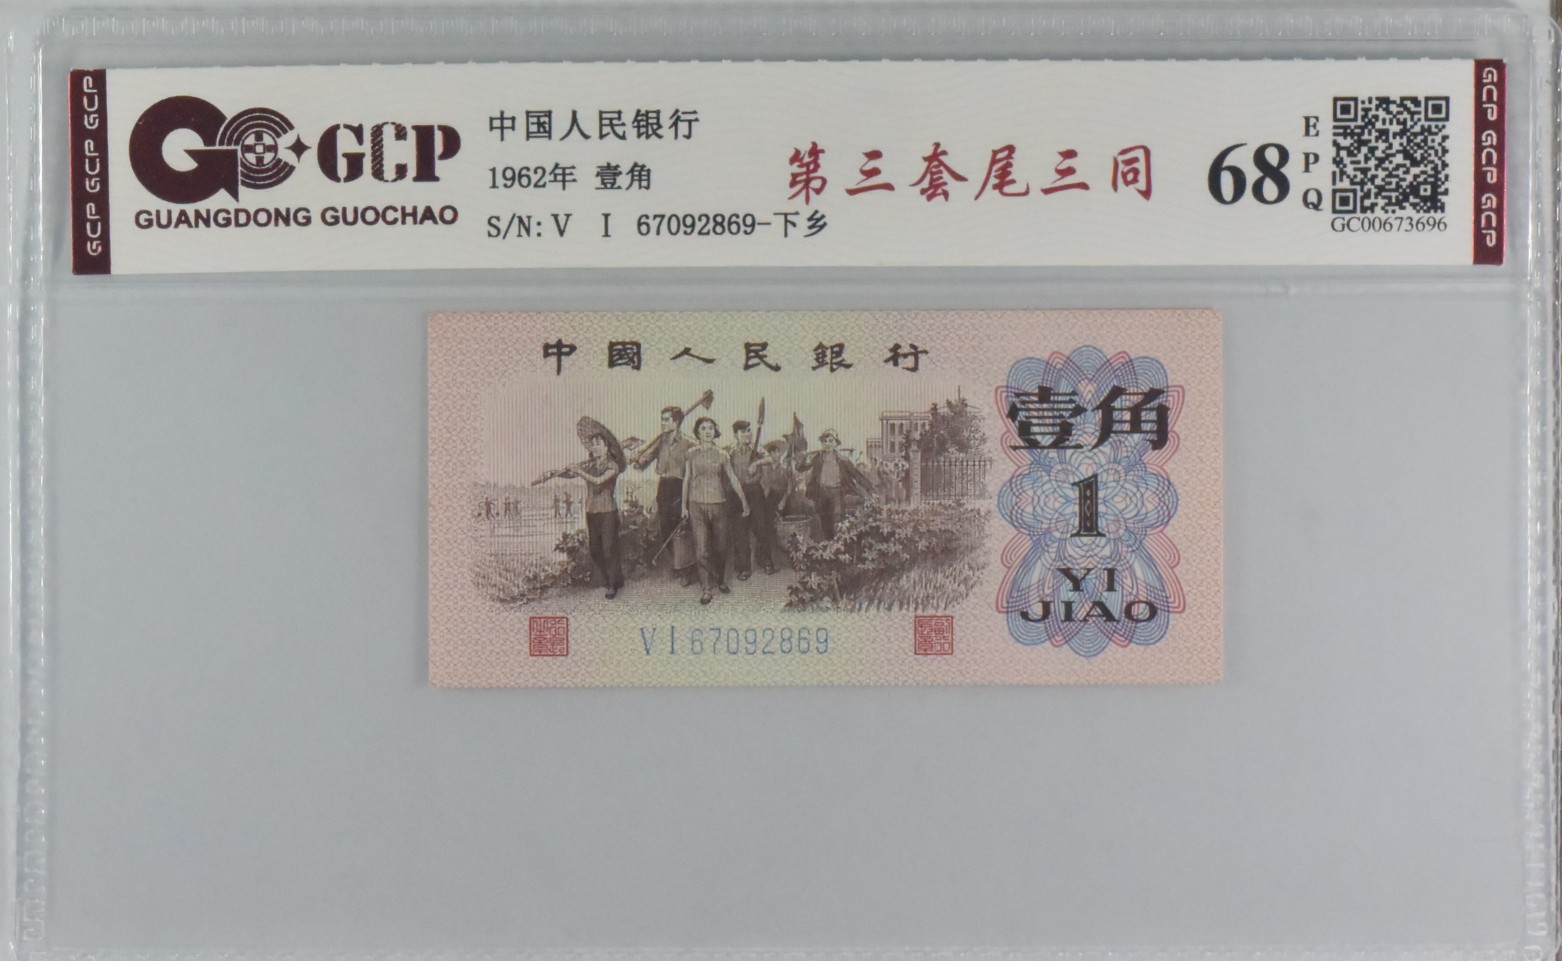 GCP GCP GCP
GCP
GUANGDONG GUOCHAO
中国人民银行
1962年 壹角
S/N: V I 67092869-下乡
第三套尾三同
68
EPQ
GC00673696
GCP GCP GCP
中國人民銀行
壹角
1
YI
JIAO
V I 67092869